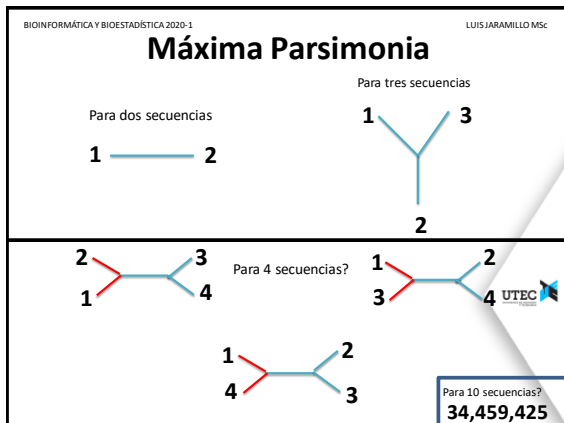 BIOINFORMÁTICA Y BIOESTADÍSTICA 2020-1
LUIS JARAMILLO MSc
Máxima Parsimonia
Para dos secuencias
1 2
Para tres secuencias
1 3
2
2 3
1 4
Para 4 secuencias?
1 2
3 4
UTEC
1 2
4 3
Para 10 secuencias?
34,459,425